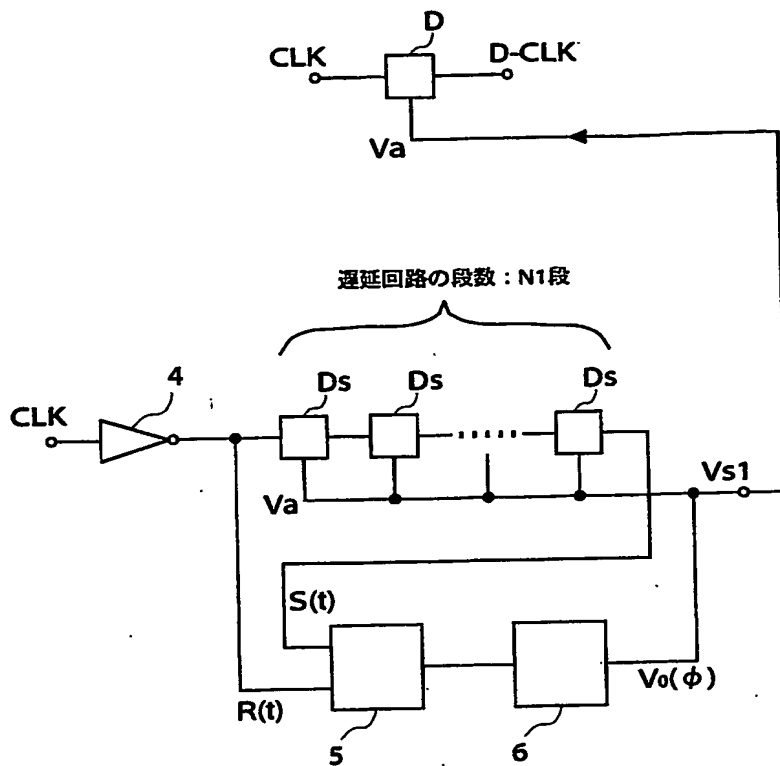 D
CLK
D-CLK
Va
遅延回路の段数：N1段
4
Ds
Ds
Ds
CLK
Va
Vs1
S(t)
R(t)
V₀(φ)
5
6